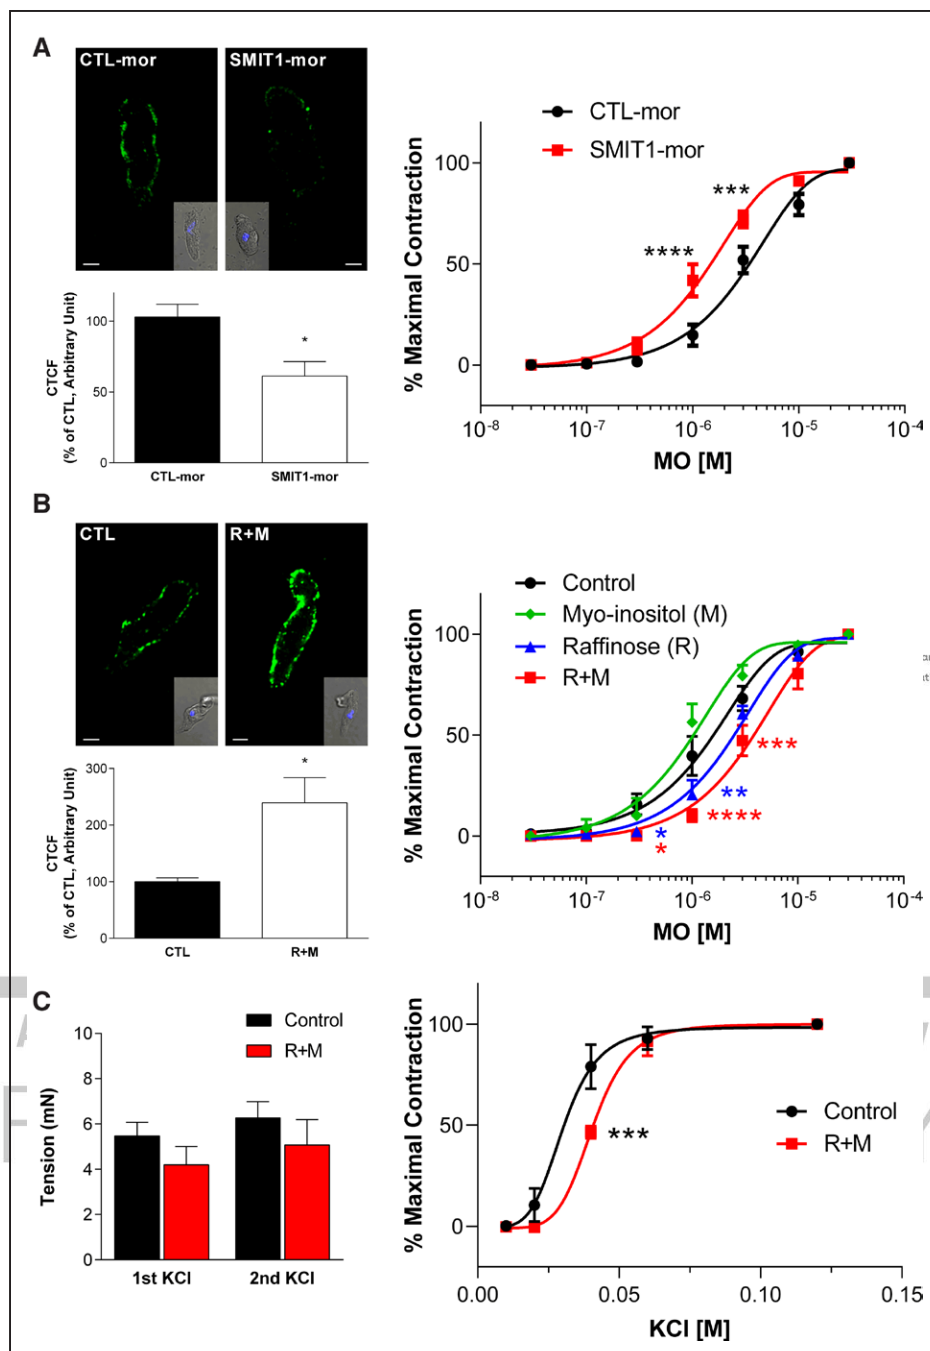 A
CTL-mor
SMIT1-mor
CTCF
(% of CTL, Arbitrary Unit)
100
50
0
*
CTL-mor
SMIT1-mor
CTL-mor
SMIT1-mor
% Maximal Contraction
100
50
0
****
***
10-8
10-7
10-6
10-5
10-4
MO [M]
B
CTL
R+M
CTCF
(% of CTL, Arbitrary Unit)
300
200
100
0
*
CTL
R+M
Control
Myo-inositol (M)
Raffinose (R)
R+M
% Maximal Contraction
100
50
0
***
**
****
*
*
10-8
10-7
10-6
10-5
10-4
MO [M]
C
Control
R+M
Tension (mN)
10
8
6
4
2
0
1st KCl
2nd KCl
% Maximal Contraction
100
50
0
***
Control
R+M
0.00
0.05
0.10
0.15
KCl [M]